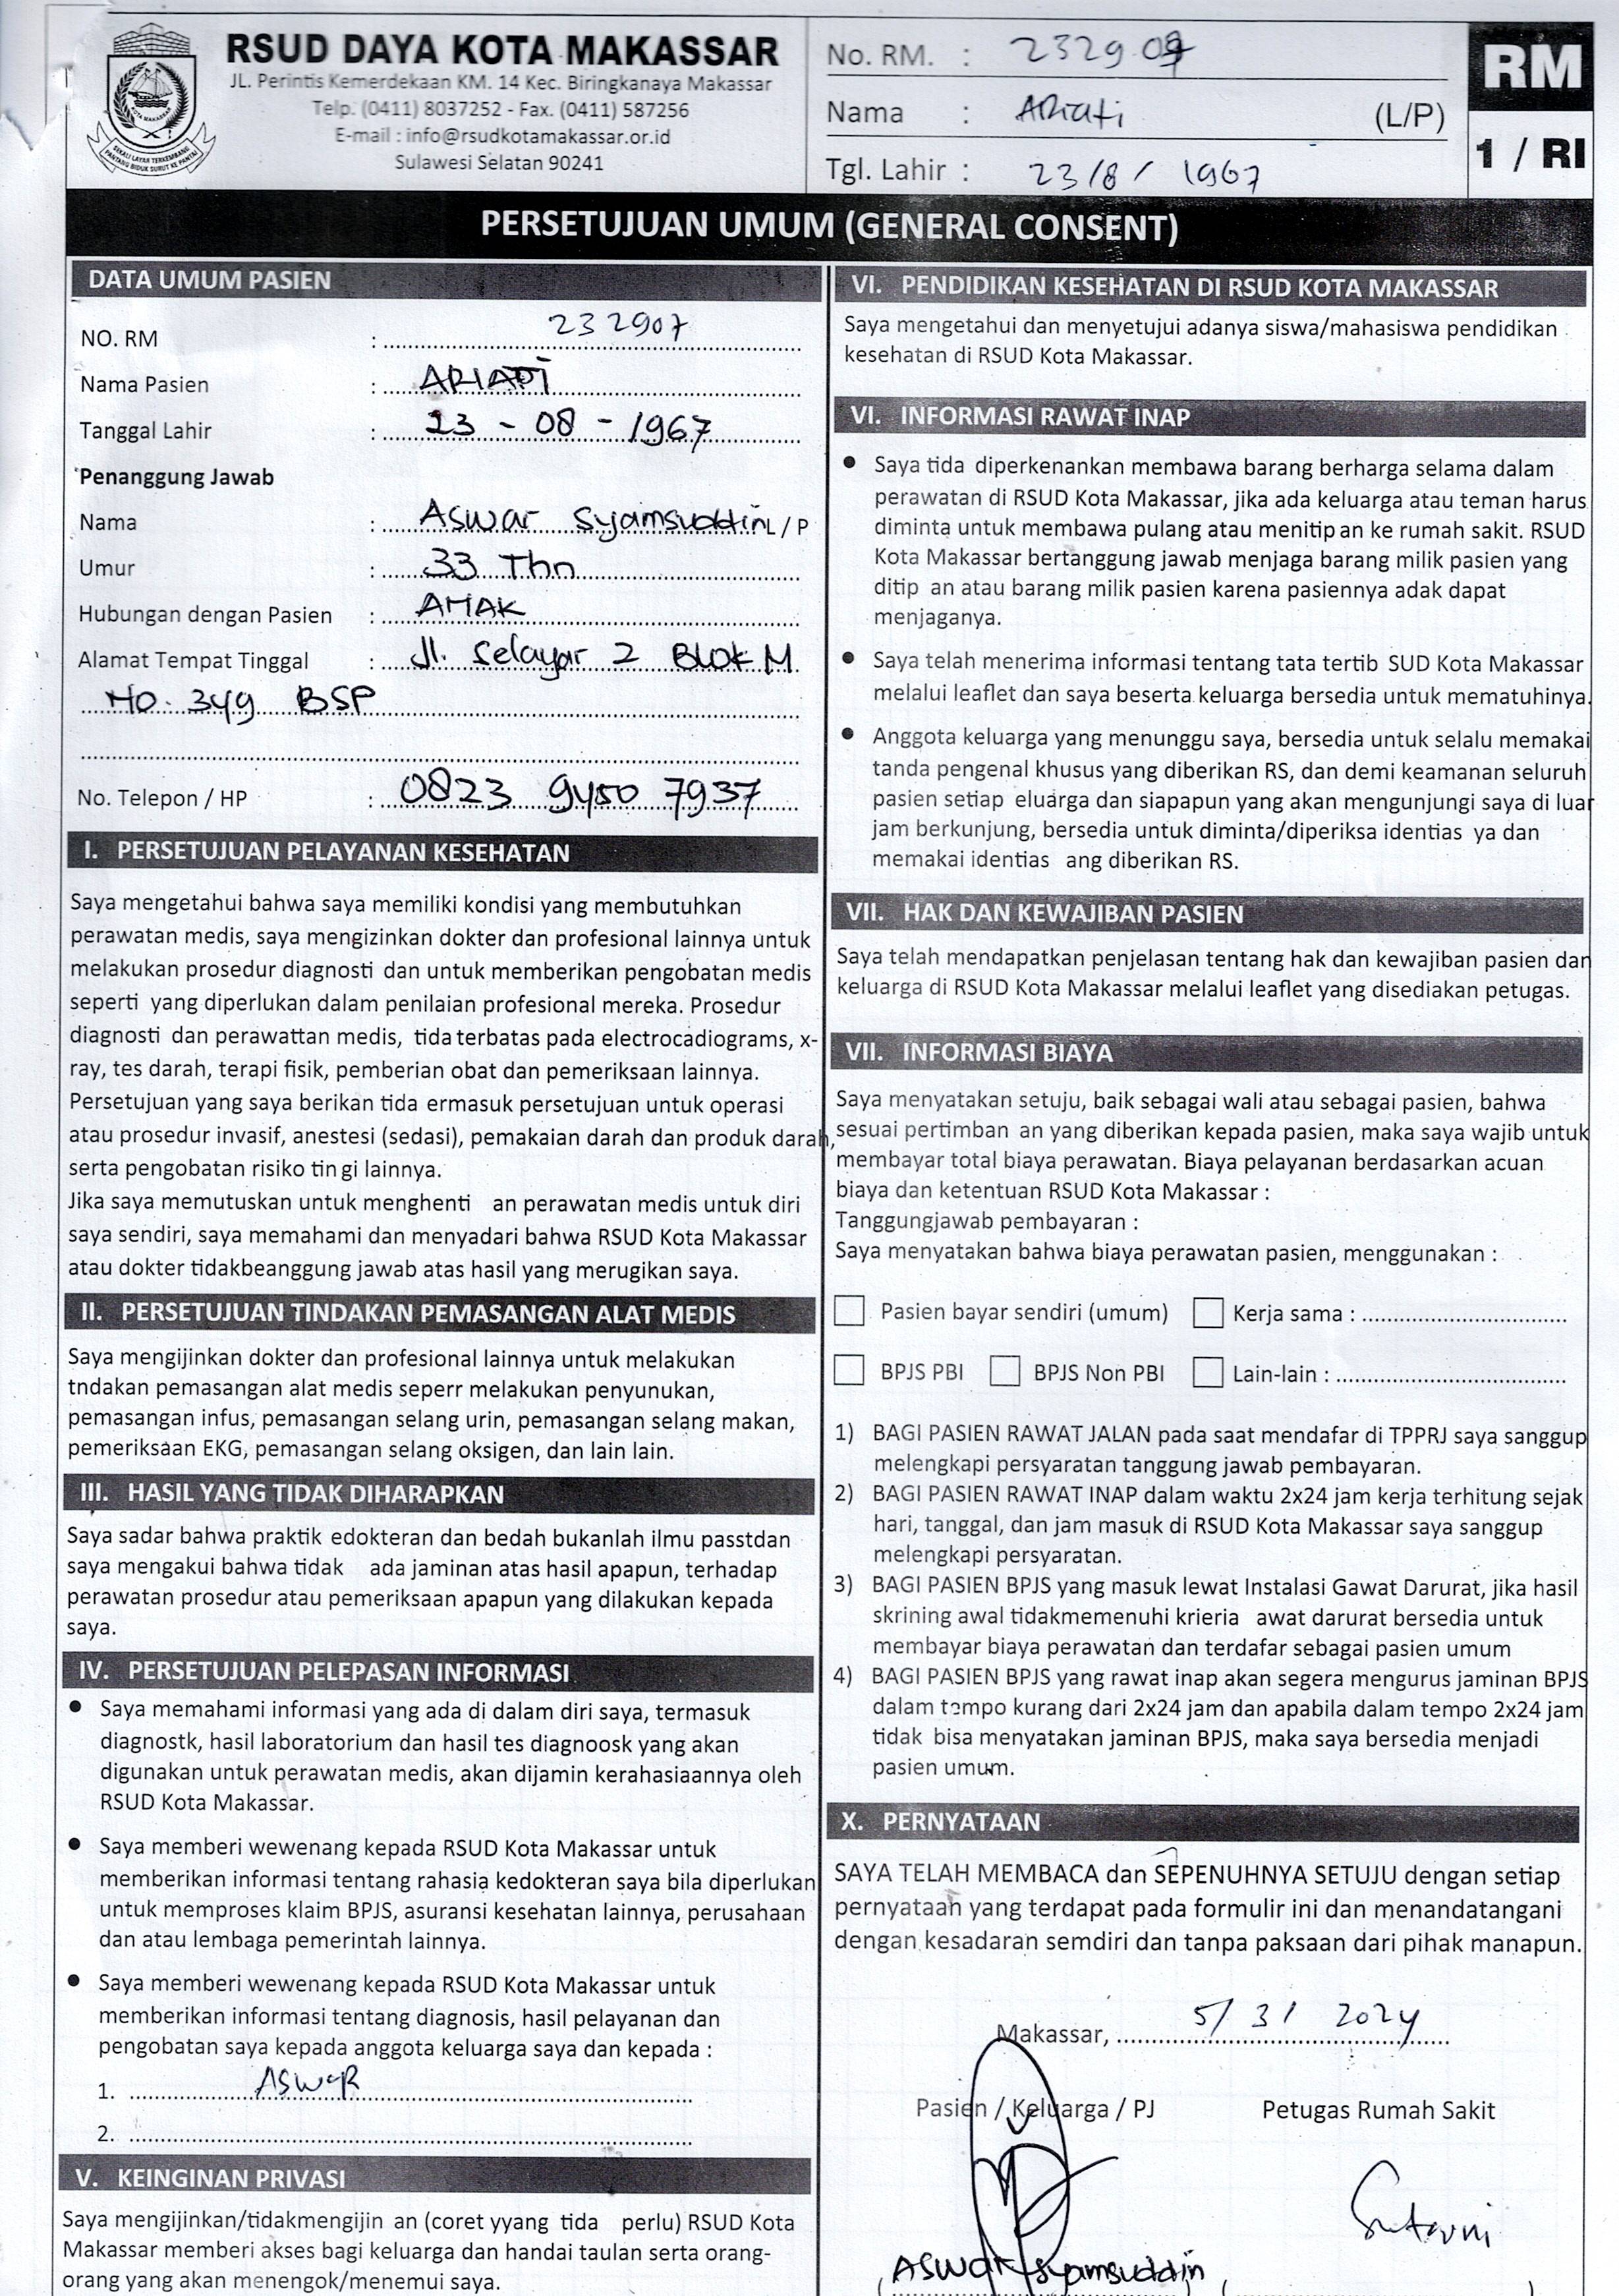 RSUD DAYA KOTA MAKASSAR
JL. Perintis Kemerdekaan KM. 14 Kec. Biringkanaya Makassar
Telp. (0411) 8037252 - Fax. (0411) 587256
E-mail : info@rsudkotamakassar.or.id
Sulawesi Selatan 90241
KOTA MAKASSAR
SEKALI LAYAR TERKEMBANG
PANTANG BIDUK SURUT KE PANTAI
No. RM. : 232907
Nama : Ariati (L/P)
Tgl. Lahir : 23/8/ 1967
RM
1 / RI
PERSETUJUAN UMUM (GENERAL CONSENT)
DATA UMUM PASIEN
NO. RM : 232907
Nama Pasien : ARIATI
Tanggal Lahir : 23 - 08 - 1967
Penanggung Jawab
Nama : Aswar Syamsuddin L / P
Umur : 33 Thn
Hubungan dengan Pasien : ANAK
Alamat Tempat Tinggal : Jl. Selayar 2 Blok M
No. 349 BSP
No. Telepon / HP : 0823 9450 7937
I. PERSETUJUAN PELAYANAN KESEHATAN
Saya mengetahui bahwa saya memiliki kondisi yang membutuhkan
perawatan medis, saya mengizinkan dokter dan profesional lainnya untuk
melakukan prosedur diagnosti dan untuk memberikan pengobatan medis
seperti yang diperlukan dalam penilaian profesional mereka. Prosedur
diagnosti dan perawattan medis, tida terbatas pada electrocadiograms, x-
ray, tes darah, terapi fisik, pemberian obat dan pemeriksaan lainnya.
Persetujuan yang saya berikan tida ermasuk persetujuan untuk operasi
atau prosedur invasif, anestesi (sedasi), pemakaian darah dan produk darah,
serta pengobatan risiko tin gi lainnya.
Jika saya memutuskan untuk menghenti an perawatan medis untuk diri
saya sendiri, saya memahami dan menyadari bahwa RSUD Kota Makassar
atau dokter tidakbeanggung jawab atas hasil yang merugikan saya.
II. PERSETUJUAN TINDAKAN PEMASANGAN ALAT MEDIS
Saya mengijinkan dokter dan profesional lainnya untuk melakukan
tndakan pemasangan alat medis seperr melakukan penyunukan,
pemasangan infus, pemasangan selang urin, pemasangan selang makan,
pemeriksaan EKG, pemasangan selang oksigen, dan lain lain.
III. HASIL YANG TIDAK DIHARAPKAN
Saya sadar bahwa praktik edokteran dan bedah bukanlah ilmu passtdan
saya mengakui bahwa tidak ada jaminan atas hasil apapun, terhadap
perawatan prosedur atau pemeriksaan apapun yang dilakukan kepada
saya.
IV. PERSETUJUAN PELEPASAN INFORMASI
● Saya memahami informasi yang ada di dalam diri saya, termasuk
diagnostk, hasil laboratorium dan hasil tes diagnoosk yang akan
digunakan untuk perawatan medis, akan dijamin kerahasiaannya oleh
RSUD Kota Makassar.
● Saya memberi wewenang kepada RSUD Kota Makassar untuk
memberikan informasi tentang rahasia kedokteran saya bila diperlukan
untuk memproses klaim BPJS, asuransi kesehatan lainnya, perusahaan
dan atau lembaga pemerintah lainnya.
● Saya memberi wewenang kepada RSUD Kota Makassar untuk
memberikan informasi tentang diagnosis, hasil pelayanan dan
pengobatan saya kepada anggota keluarga saya dan kepada :
1. ASWAR
2.
V. KEINGINAN PRIVASI
Saya mengijinkan/tidakmengijin an (coret yyang tida perlu) RSUD Kota
Makassar memberi akses bagi keluarga dan handai taulan serta orang-
orang yang akan menengok/menemui saya.
VI. PENDIDIKAN KESEHATAN DI RSUD KOTA MAKASSAR
Saya mengetahui dan menyetujui adanya siswa/mahasiswa pendidikan
kesehatan di RSUD Kota Makassar.
VI. INFORMASI RAWAT INAP
● Saya tida diperkenankan membawa barang berharga selama dalam
perawatan di RSUD Kota Makassar, jika ada keluarga atau teman harus
diminta untuk membawa pulang atau menitip an ke rumah sakit. RSUD
Kota Makassar bertanggung jawab menjaga barang milik pasien yang
ditip an atau barang milik pasien karena pasiennya adak dapat
menjaganya.
● Saya telah menerima informasi tentang tata tertib SUD Kota Makassar
melalui leaflet dan saya beserta keluarga bersedia untuk mematuhinya.
● Anggota keluarga yang menunggu saya, bersedia untuk selalu memakai
tanda pengenal khusus yang diberikan RS, dan demi keamanan seluruh
pasien setiap eluarga dan siapapun yang akan mengunjungi saya di luar
jam berkunjung, bersedia untuk diminta/diperiksa identias ya dan
memakai identias ang diberikan RS.
VII. HAK DAN KEWAJIBAN PASIEN
Saya telah mendapatkan penjelasan tentang hak dan kewajiban pasien dan
keluarga di RSUD Kota Makassar melalui leaflet yang disediakan petugas.
VII. INFORMASI BIAYA
Saya menyatakan setuju, baik sebagai wali atau sebagai pasien, bahwa
sesuai pertimban an yang diberikan kepada pasien, maka saya wajib untuk
membayar total biaya perawatan. Biaya pelayanan berdasarkan acuan
biaya dan ketentuan RSUD Kota Makassar :
Tanggungjawab pembayaran :
Saya menyatakan bahwa biaya perawatan pasien, menggunakan :
Pasien bayar sendiri (umum) Kerja sama :
BPJS PBI BPJS Non PBI Lain-lain :
1) BAGI PASIEN RAWAT JALAN pada saat mendafar di TPPRJ saya sanggup
melengkapi persyaratan tanggung jawab pembayaran.
2) BAGI PASIEN RAWAT INAP dalam waktu 2x24 jam kerja terhitung sejak
hari, tanggal, dan jam masuk di RSUD Kota Makassar saya sanggup
melengkapi persyaratan.
3) BAGI PASIEN BPJS yang masuk lewat Instalasi Gawat Darurat, jika hasil
skrining awal tidakmemenuhi krieria awat darurat bersedia untuk
membayar biaya perawatan dan terdafar sebagai pasien umum
4) BAGI PASIEN BPJS yang rawat inap akan segera mengurus jaminan BPJS
dalam tempo kurang dari 2x24 jam dan apabila dalam tempo 2x24 jam
tidak bisa menyatakan jaminan BPJS, maka saya bersedia menjadi
pasien umum.
X. PERNYATAAN
SAYA TELAH MEMBACA dan SEPENUHNYA SETUJU dengan setiap
pernyataan yang terdapat pada formulir ini dan menandatangani
dengan kesadaran semdiri dan tanpa paksaan dari pihak manapun.
Makassar, 5/ 3 / 2024
Pasien / Keluarga / PJ Petugas Rumah Sakit
Aswar Syamsuddin